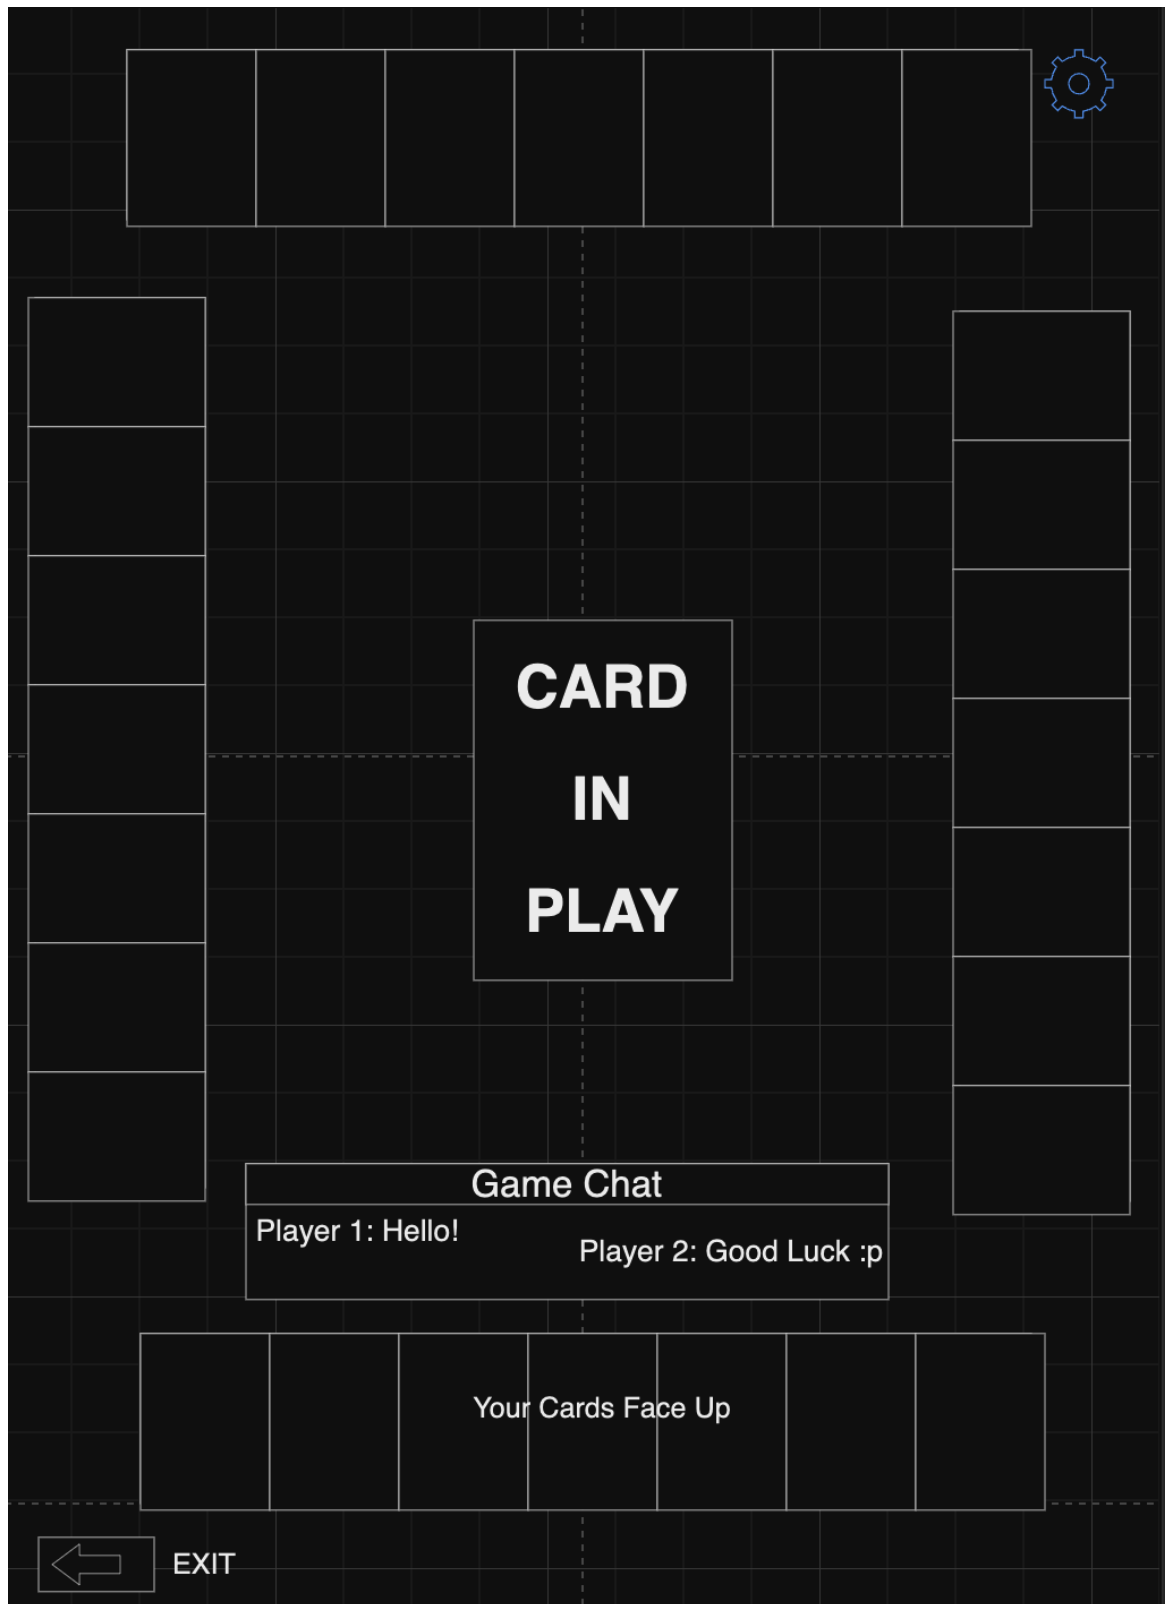 CARD
IN
PLAY
Game Chat
Player 1: Hello!
Player 2: Good Luck :p
Your Cards Face Up
EXIT